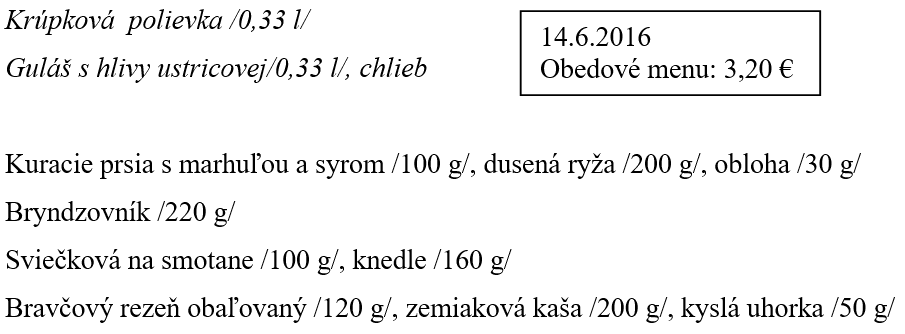 Krúpková  polievka /0,33 l/
Guláš s hlivy ustricovej/0,33 l/, chlieb
14.6.2016
Obedové menu: 3,20 €
Kuracie prsia s marhuľou a syrom /100 g/, dusená ryža /200 g/, obloha /30 g/
Bryndzovník /220 g/
Sviečková na smotane /100 g/, knedle /160 g/
Bravčový rezeň obaľovaný /120 g/, zemiaková kaša /200 g/, kyslá uhorka /50 g/